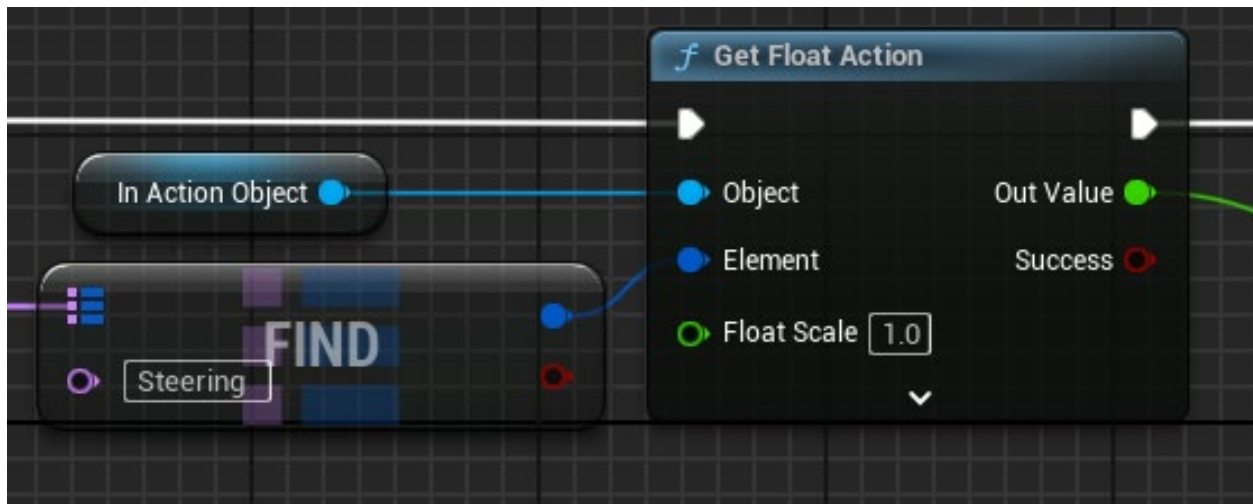 f Get Float Action
In Action Object
Object
Out Value
Element
Success
FIND
Float Scale 1.0
Steering